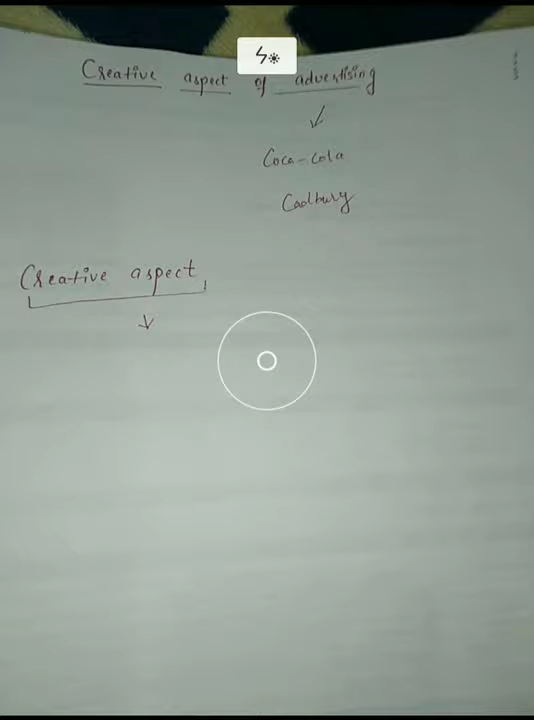 Creative aspect of advertising
Coca-cola
Cadbury
Creative aspect